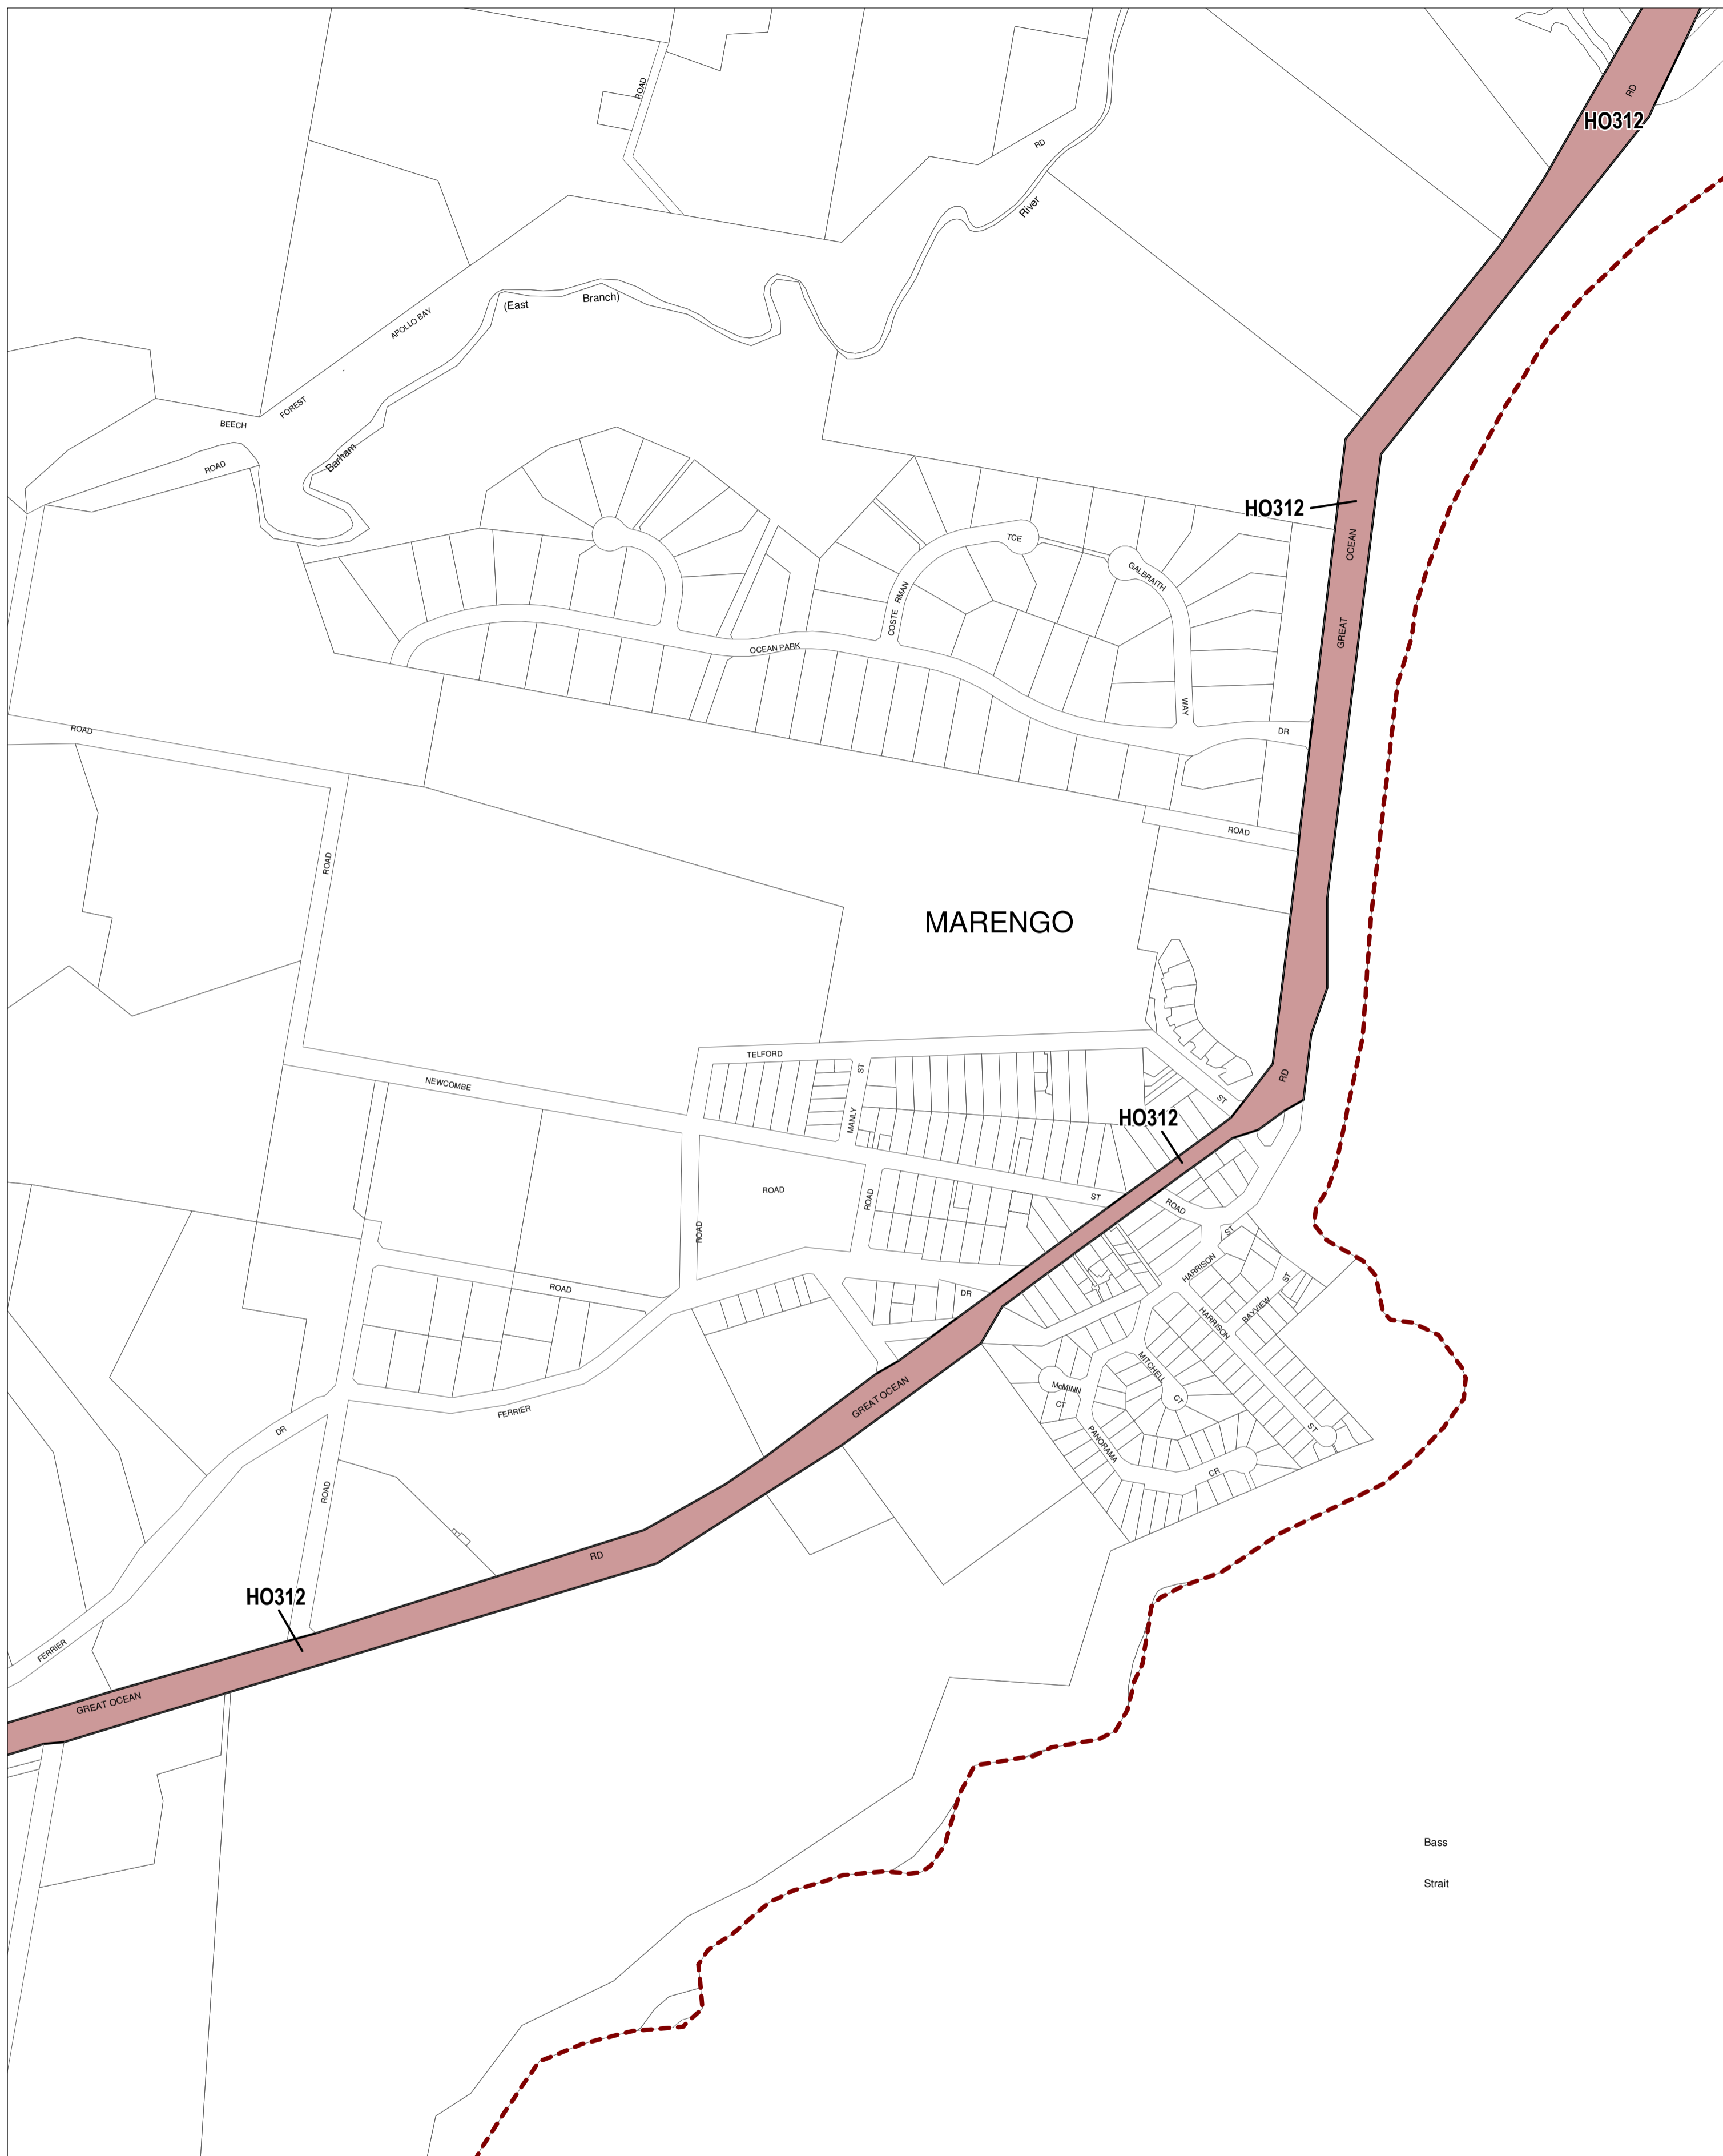 ROAD
RD
HO312
RD
River
(East Branch)
APOLLO BAY
FOREST
BEECH
ROAD
Barham
HO312
OCEAN
GREAT
TCE
GALBRAITH
COSTE RMAN
OCEAN PARK
WAY
DR
ROAD
ROAD
ROAD
MARENGO
TELFORD
ST
NEWCOMBE
MANLY
ST
RD
HO312
ROAD
ROAD
ROAD
ST
ROAD
ST
HARRISON
ST
BAYVIEW
HARRISON
ROAD
DR
MITCHELL
CT
McMINN
CT
GREAT OCEAN
FERRIER
DR
PANORAMA
CR
ST
ROAD
RD
HO312
FERRIER
GREAT OCEAN
Bass
Strait